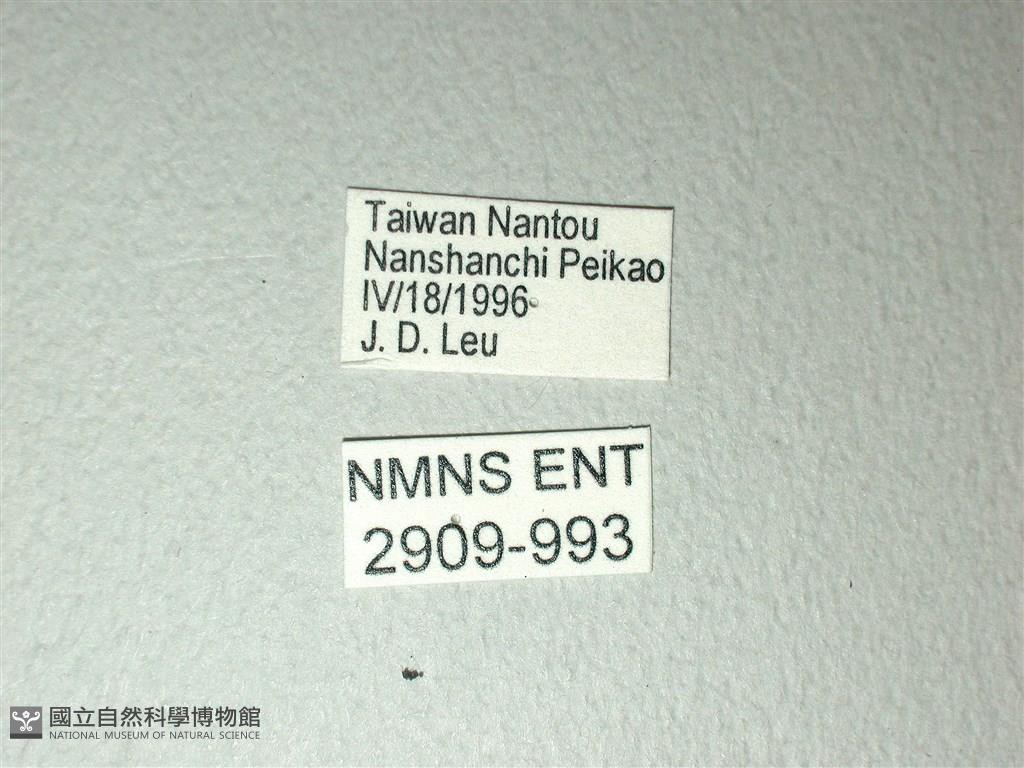 Taiwan Nantou
Nanshanchi Peikao
IV/18/1996
J. D. Leu
NMNS ENT
2909-993
國立自然科學博物館
NATIONAL MUSEUM OF NATURAL SCIENCE